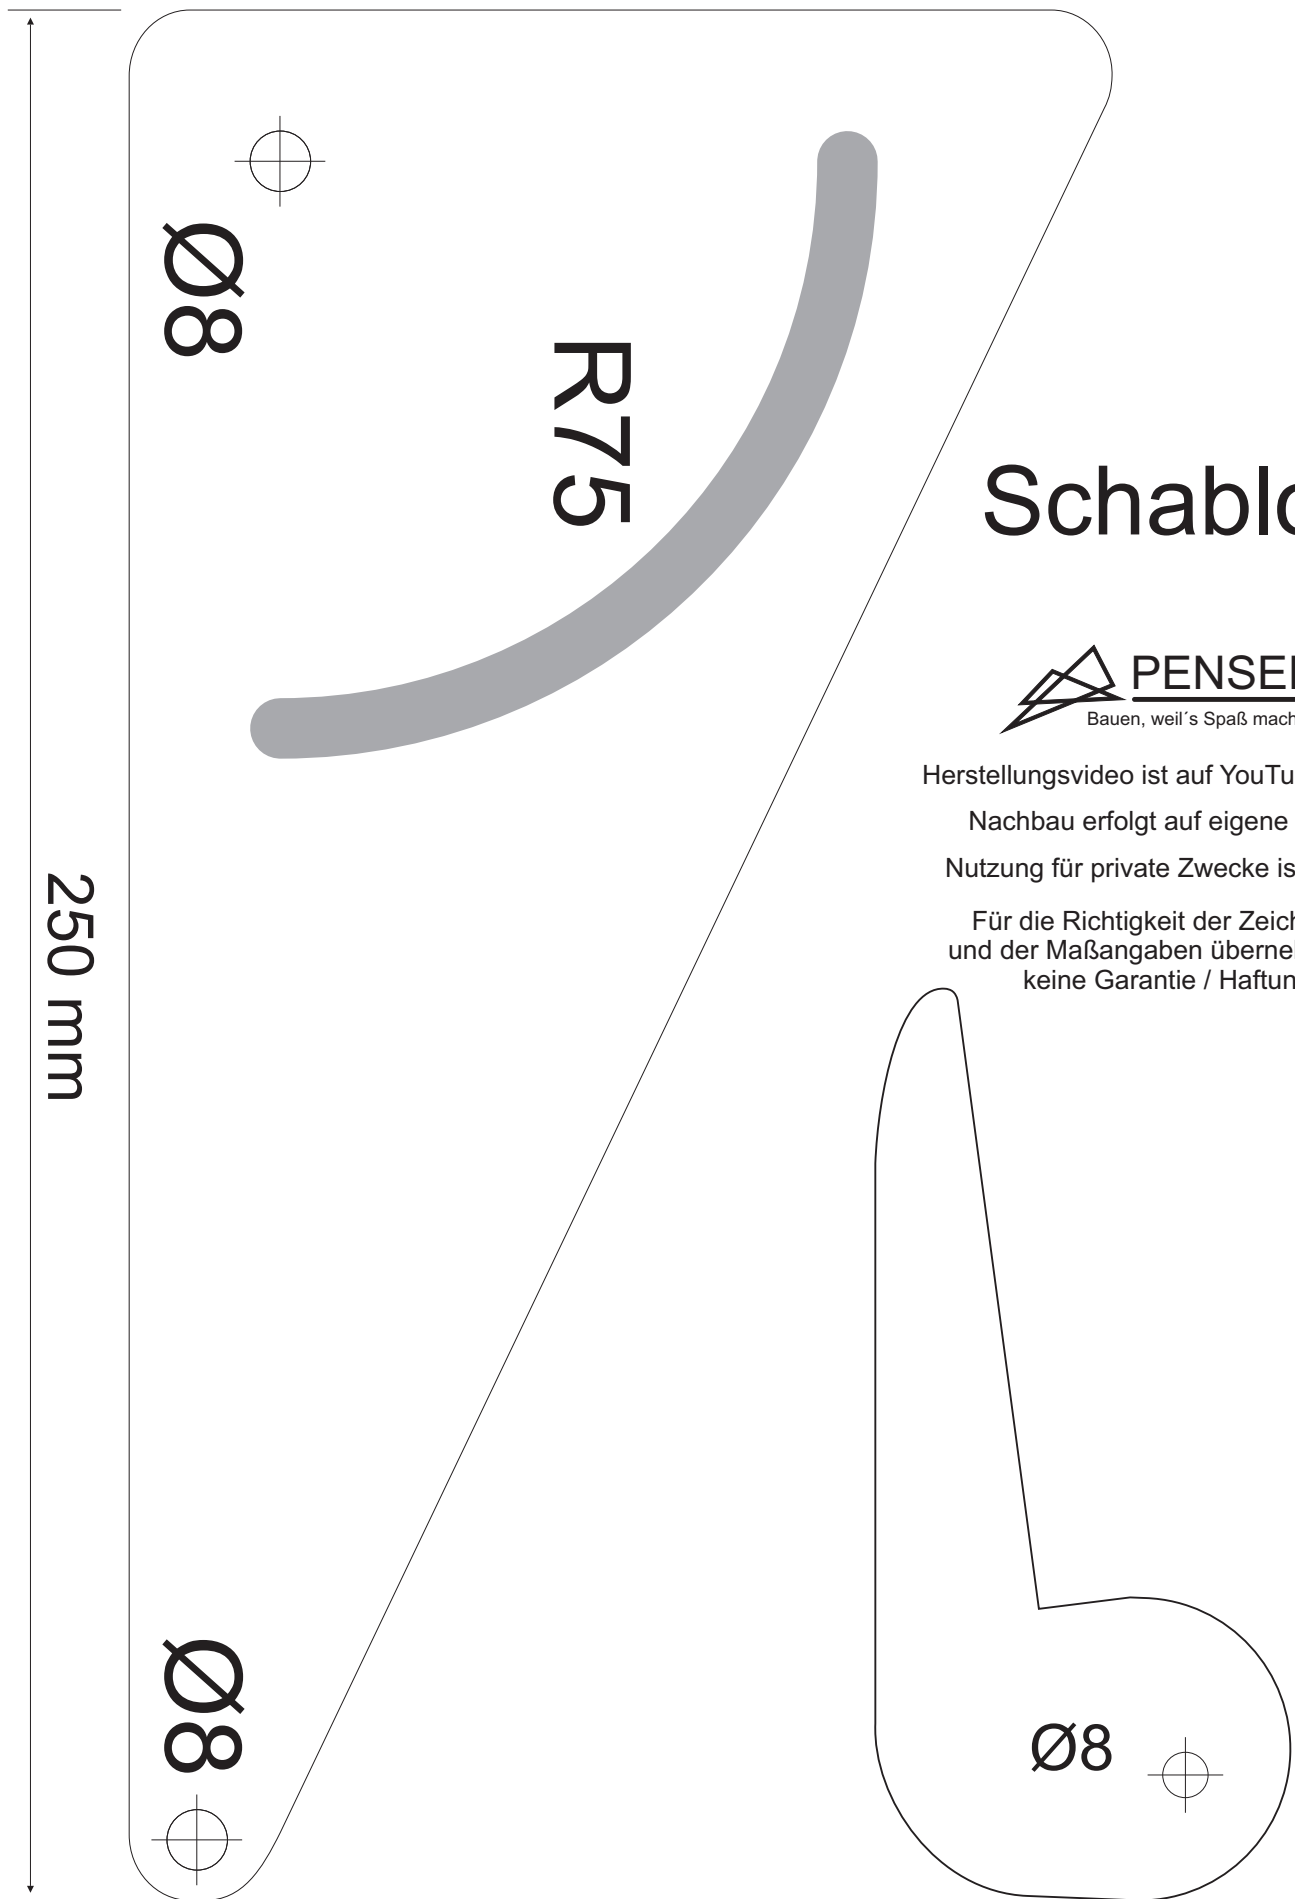 Ø8
R75
Schablo
PENSEI
Bauen, weil´s Spaß mach
Herstellungsvideo ist auf YouTu
Nachbau erfolgt auf eigene
Nutzung für private Zwecke is
Für die Richtigkeit der Zeich
und der Maßangaben überneh
keine Garantie / Haftun
250 mm
Ø8
Ø8